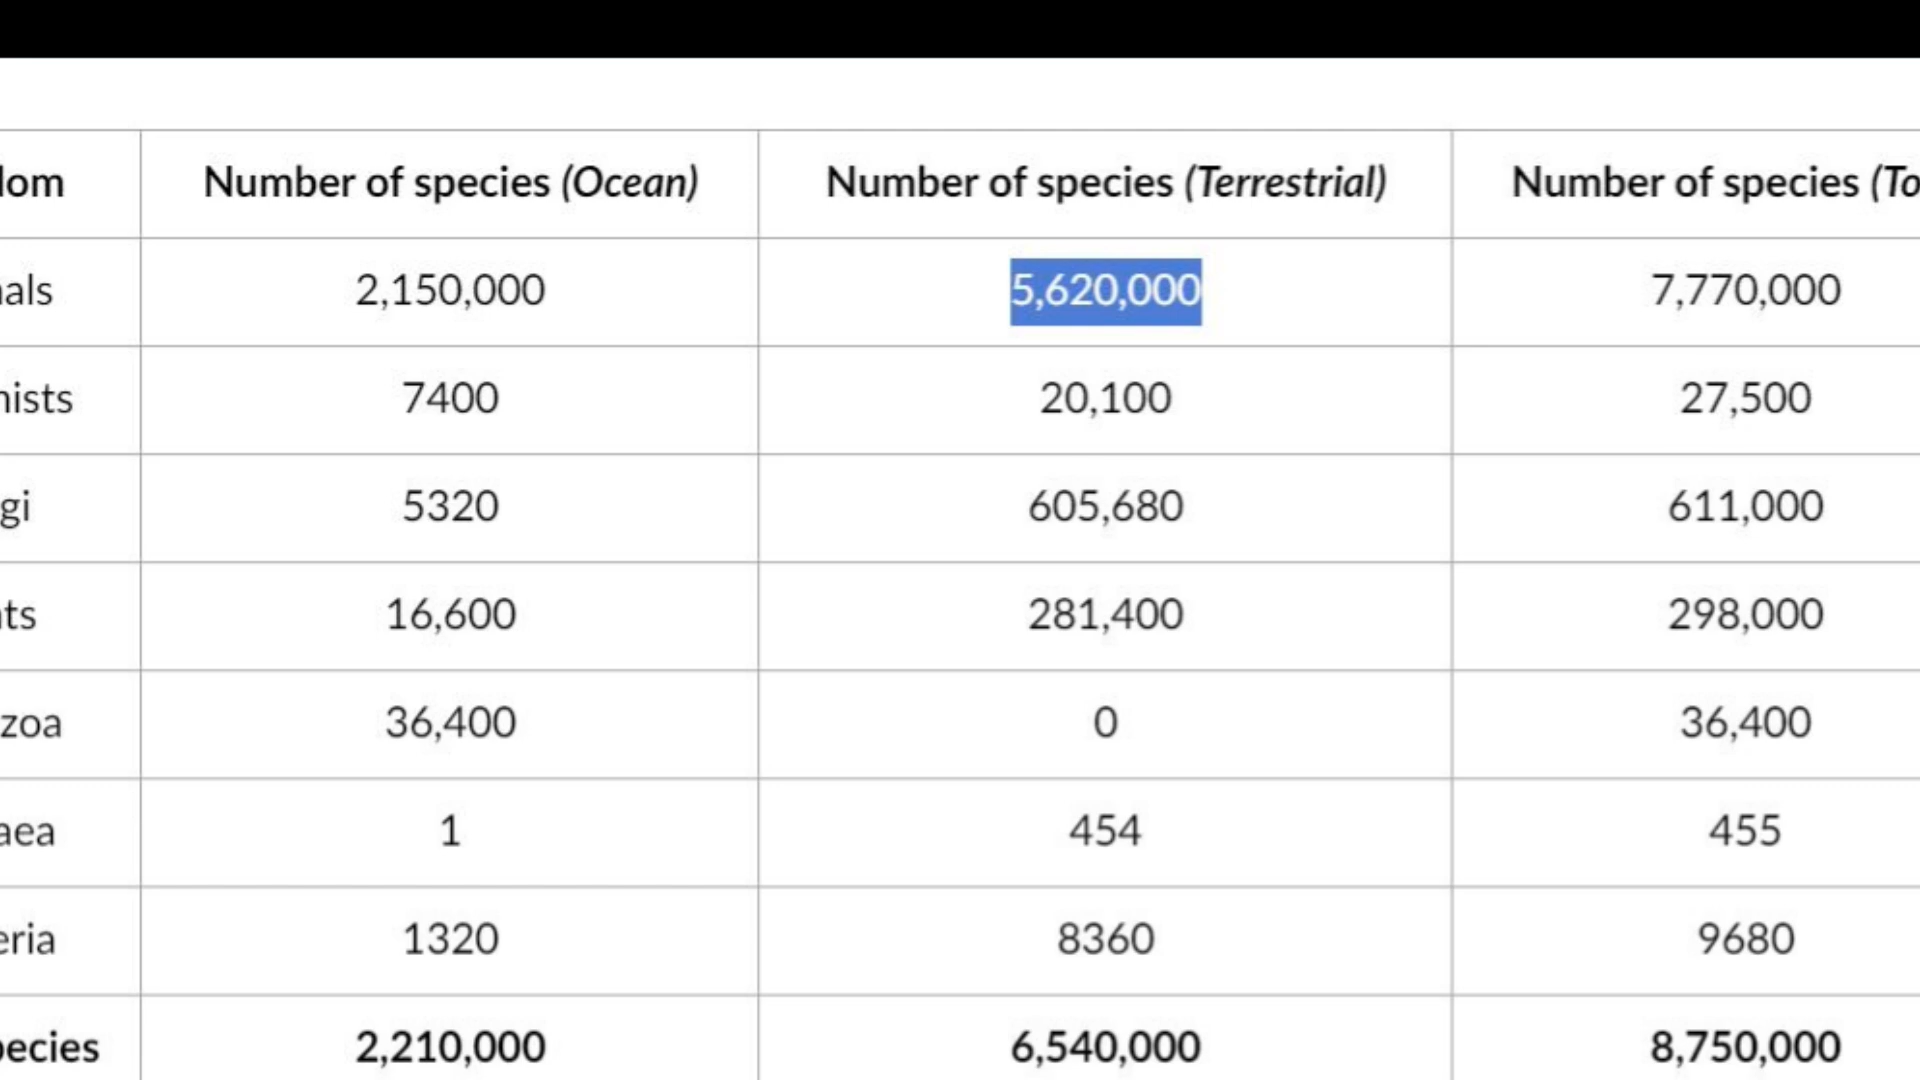 dom Number of species (Ocean) Number of species (Terrestrial) Number of species (To
als 2,150,000 5,620,000 7,770,000
ists 7400 20,100 27,500
gi 5320 605,680 611,000
ts 16,600 281,400 298,000
zoa 36,400 0 36,400
aea 1 454 455
eria 1320 8360 9680
pecies 2,210,000 6,540,000 8,750,000